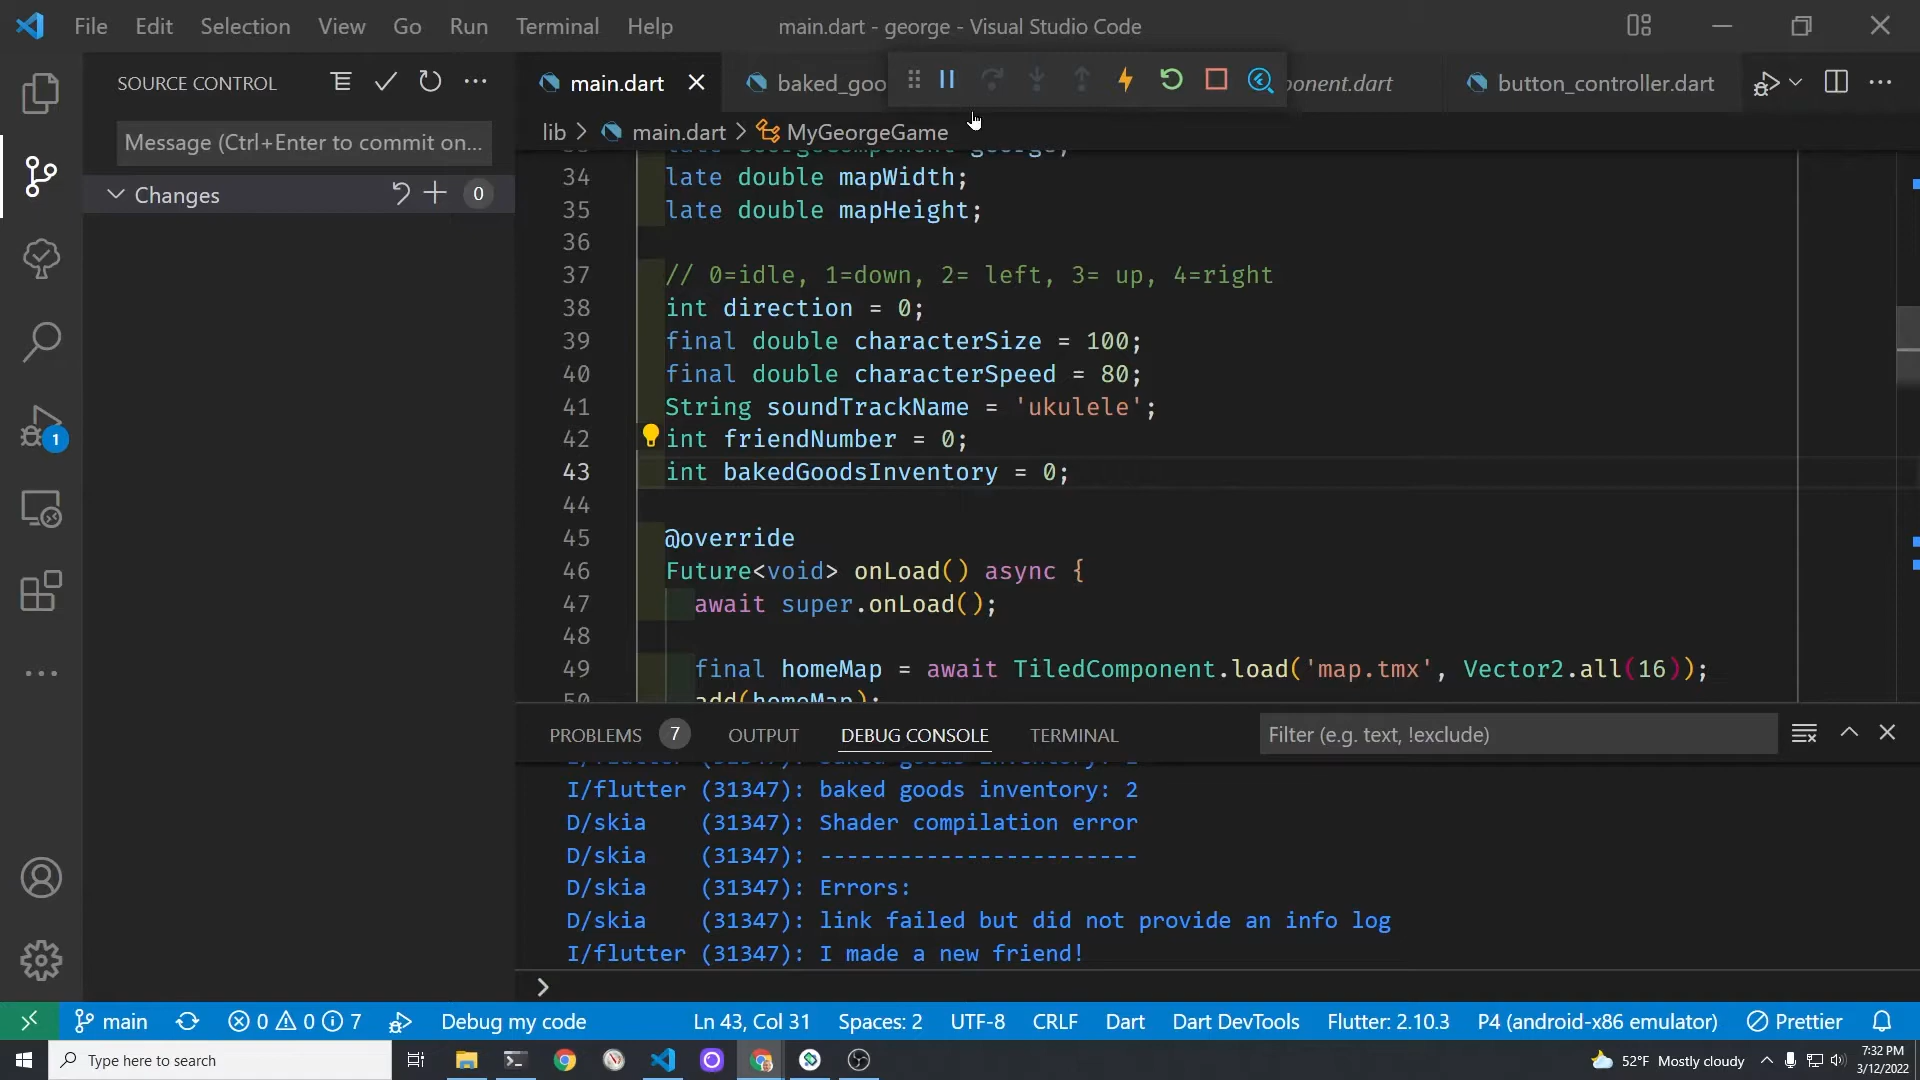 File Edit Selection View Go Run Terminal Help
main.dart - george - Visual Studio Code
SOURCE CONTROL
main.dart
baked_goo
ponent.dart
button_controller.dart
Message (Ctrl+Enter to commit on...
lib > main.dart > MyGeorgeGame
Changes 0
34 late double mapWidth;
35 late double mapHeight;
36
37 // 0=idle, 1=down, 2= left, 3= up, 4=right
38 int direction = 0;
39 final double characterSize = 100;
40 final double characterSpeed = 80;
41 String soundTrackName = 'ukulele';
42 int friendNumber = 0;
43 int bakedGoodsInventory = 0;
44
45 @override
46 Future<void> onLoad() async {
47 await super.onLoad();
48
49 final homeMap = await TiledComponent.load('map.tmx', Vector2.all(16));
50 add(homeMap);
1
PROBLEMS 7 OUTPUT DEBUG CONSOLE TERMINAL Filter (e.g. text, !exclude)
I/flutter (31347): baked goods inventory: 2
D/skia (31347): Shader compilation error
D/skia (31347): ------------------------
D/skia (31347): Errors:
D/skia (31347): link failed but did not provide an info log
I/flutter (31347): I made a new friend!
>
main 0 0 7 Debug my code Ln 43, Col 31 Spaces: 2 UTF-8 CRLF Dart Dart DevTools Flutter: 2.10.3 P4 (android-x86 emulator) Prettier
Type here to search
52°F Mostly cloudy
7:32 PM
3/12/2022